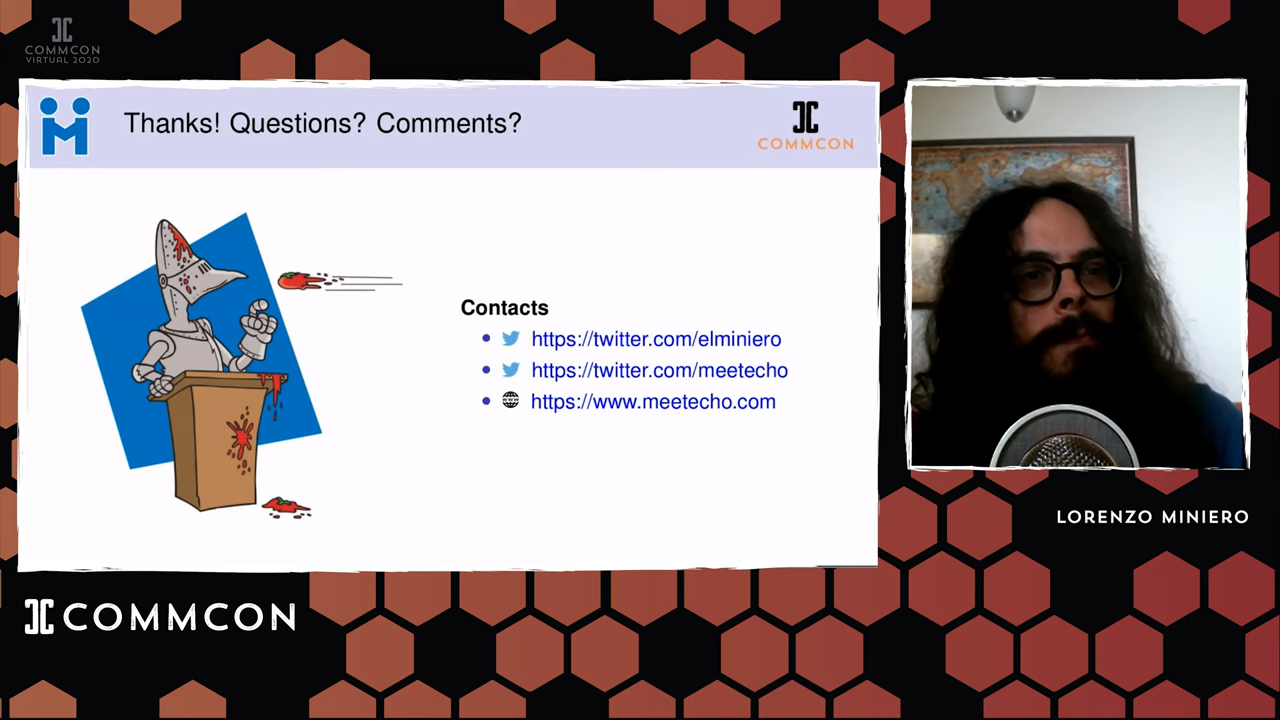 COMMCON
VIRTUAL 2020
Thanks! Questions? Comments?
COMMCON
Contacts
https://twitter.com/elminiero
https://twitter.com/meetecho
https://www.meetecho.com
LORENZO MINIERO
COMMCON